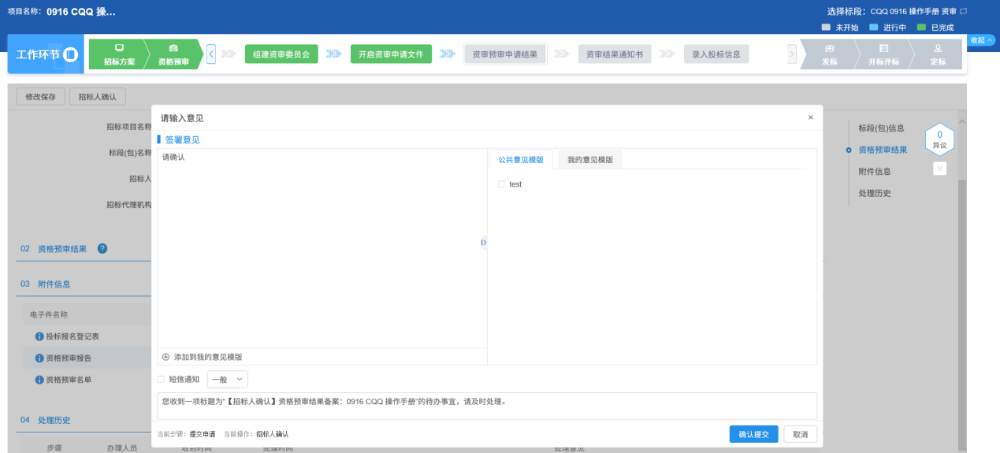 项目名称: 0916 CQQ 操...
选择标段: CQQ 0916 操作手册 资审
未开始 进行中 已完成
收起
工作环节
招标方案 资格预审 组建资审委员会 开启资审申请文件 资审预审申请结果 资审结果通知书 录入投标信息 发标 开标评标 定标
修改保存 招标人确认
请输入意见 ×
签署意见
请确认
公共意见模版 我的意见模版
test
添加到我的意见模版
短信通知 一般
您收到一项标题为“【招标人确认】资格预审结果备案: 0916 CQQ 操作手册”的待办事宜，请及时处理。
当前步骤: 提交申请 当前操作: 招标人确认
确认提交 取消
招标项目名称
标段(包)名称
招标人
招标代理机构
02 资格预审结果 ?
03 附件信息
电子件名称
投标报名登记表
资格预审报告
资格预审名单
04 处理历史
步骤 办理人员 收到时间 处理时间 处理意见
标段(包)信息
资格预审结果
附件信息
处理历史
0
异议